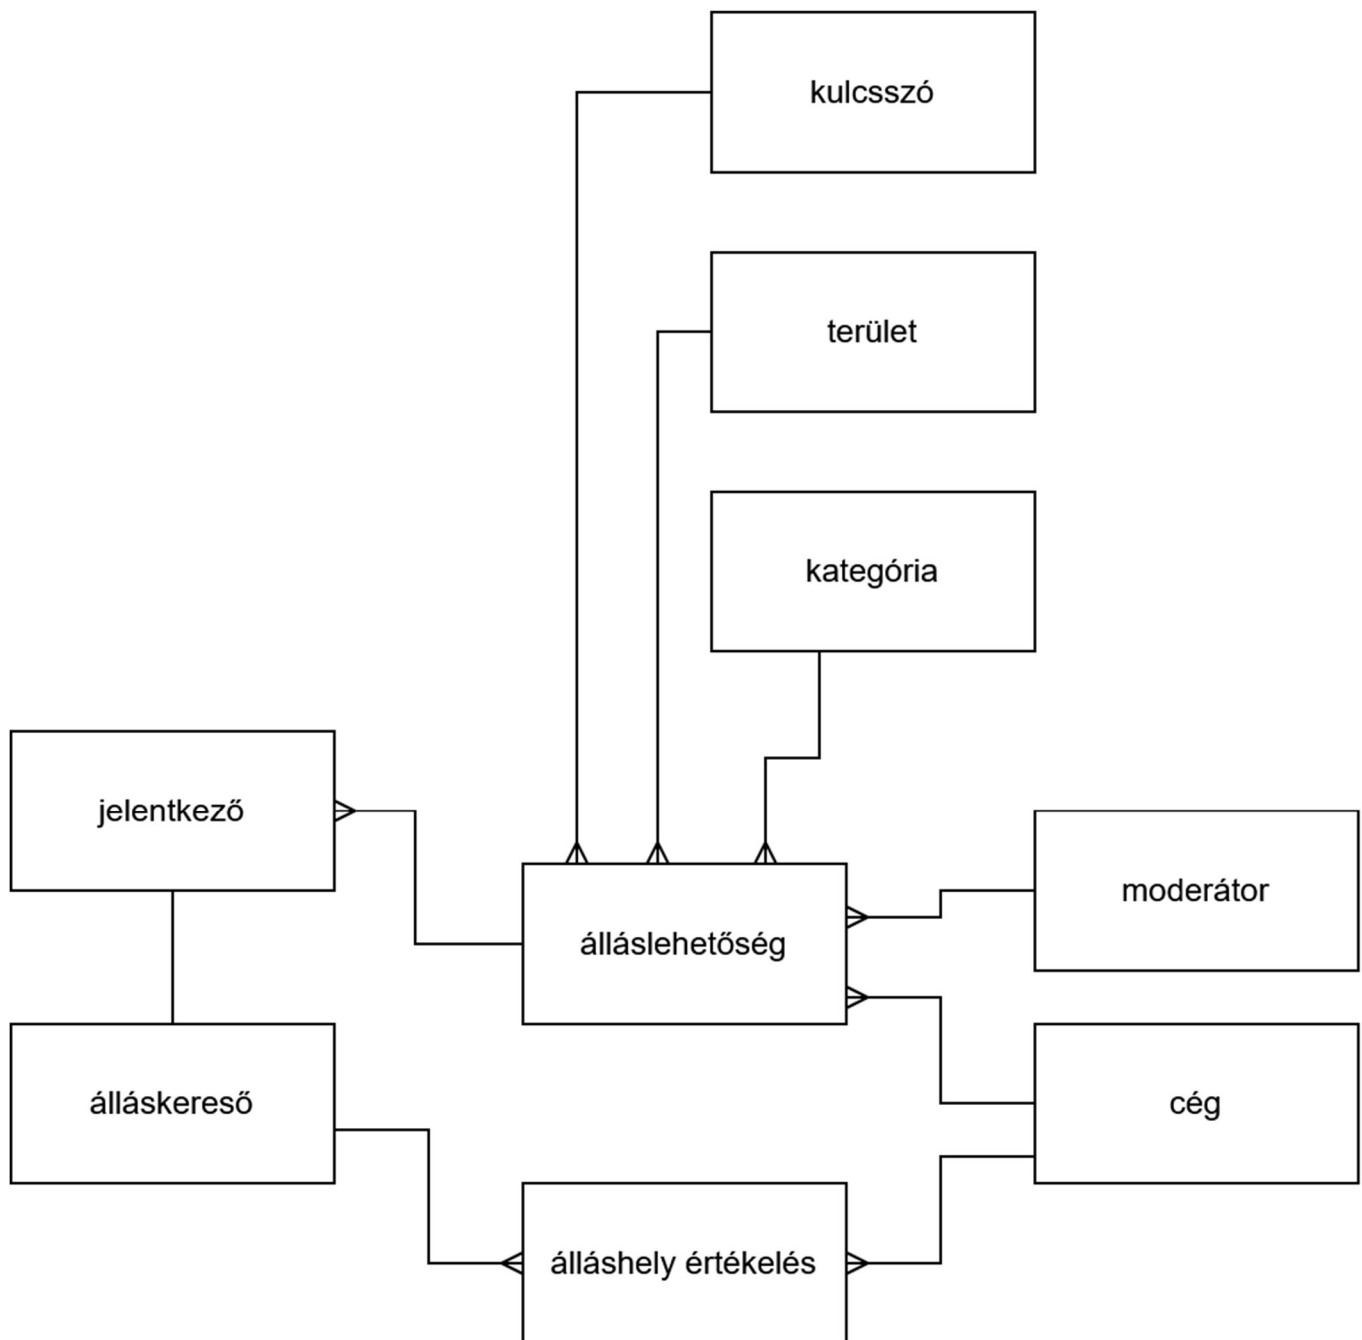 kulcsszó
terület
kategória
jelentkező
moderátor
álláslehetőség
álláskereső
cég
álláshely értékelés